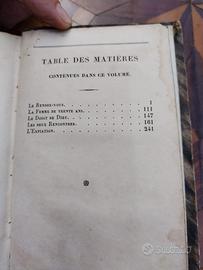 TABLE DES MATIÈRES
CONTENUES DANS CE VOLUME.
LE RENDEZ-VOUS. 1
LA FEMME DE TRENTE ANS. 111
LE DOIGT DE DIEU. 147
LES DEUX RENCONTRES. 161
L'EXPIATION. 241
subito